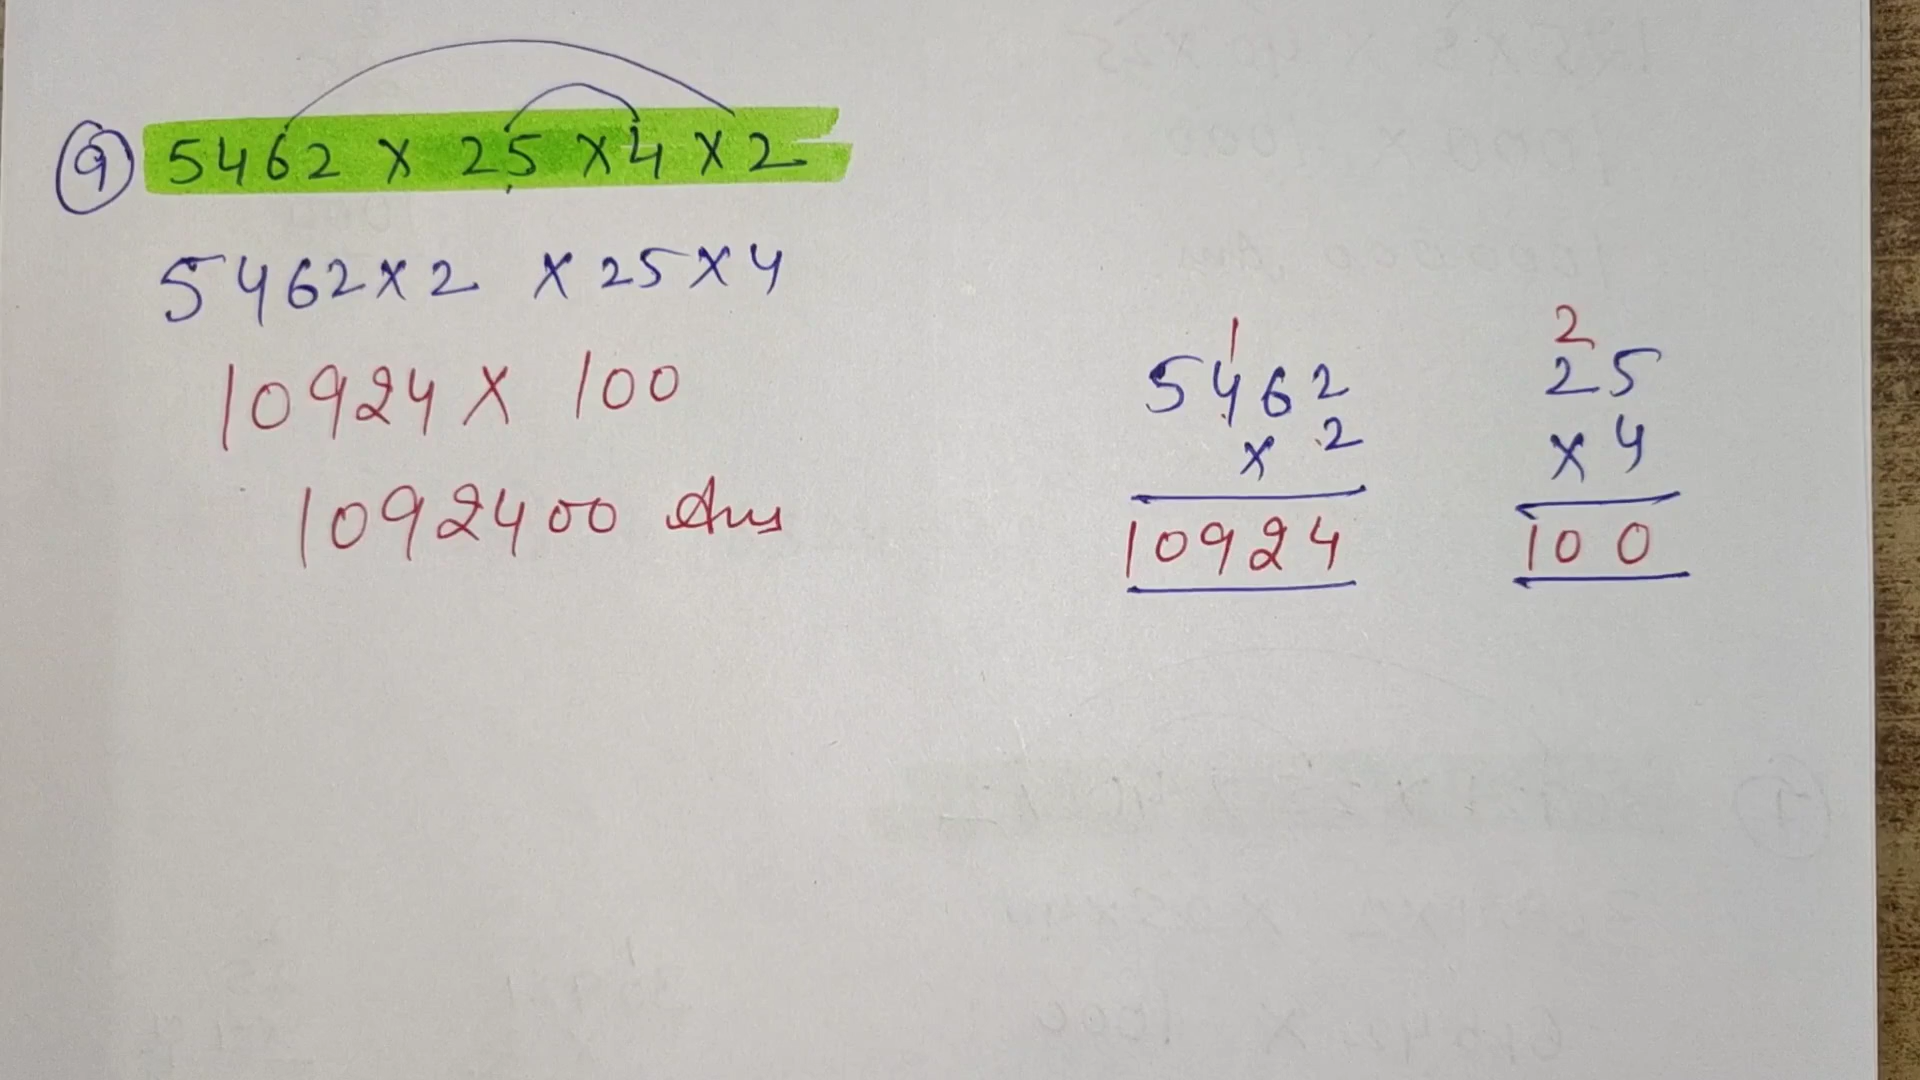 9 5462 × 25 × 4 × 2
5462 × 2 × 25 × 4
10924 × 100
1092400 Ans
1
5462
× 2
10924
2
25
× 4
100